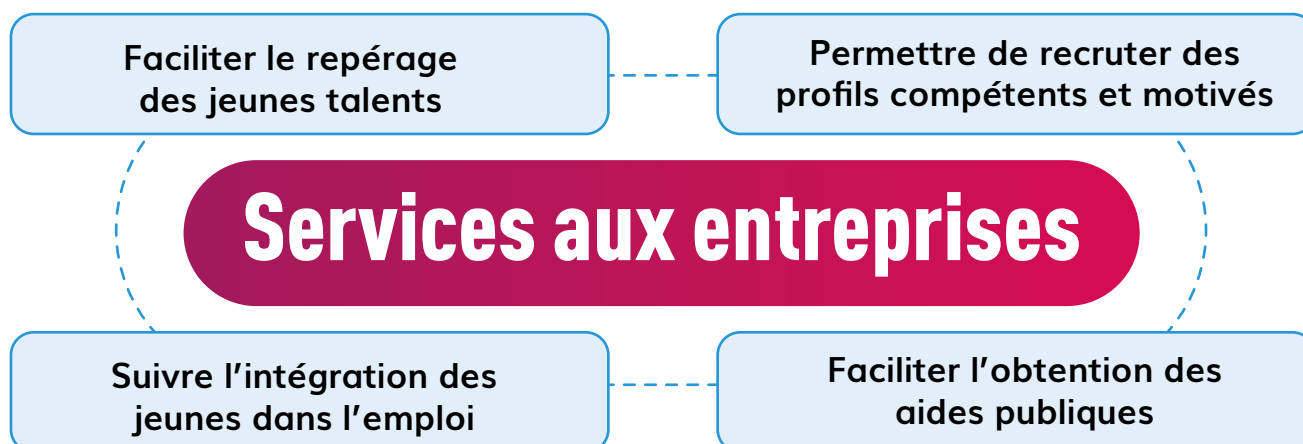 Faciliter le repérage
des jeunes talents
Permettre de recruter des
profils compétents et motivés
Services aux entreprises
Suivre l’intégration des
jeunes dans l’emploi
Faciliter l’obtention des
aides publiques